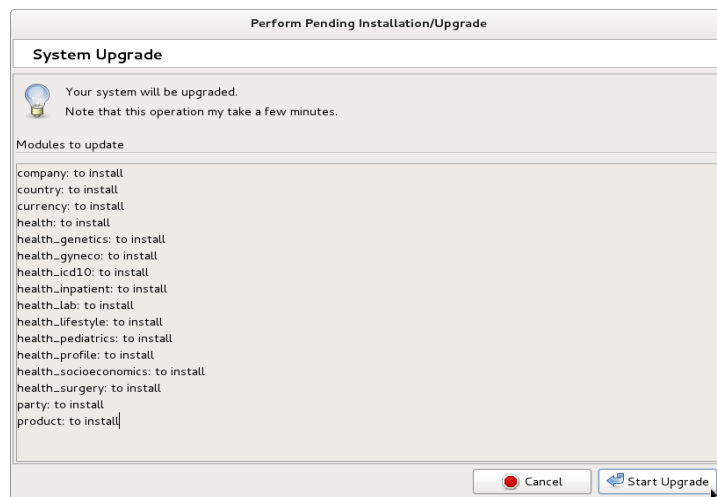 Perform Pending Installation/Upgrade
System Upgrade
Your system will be upgraded.
Note that this operation my take a few minutes.
Modules to update
company: to install
country: to install
currency: to install
health: to install
health_genetics: to install
health_gyneco: to install
health_icd10: to install
health_inpatient: to install
health_lab: to install
health_lifestyle: to install
health_pediatrics: to install
health_profile: to install
health_socioeconomics: to install
health_surgery: to install
party: to install
product: to install
Cancel
Start Upgrade